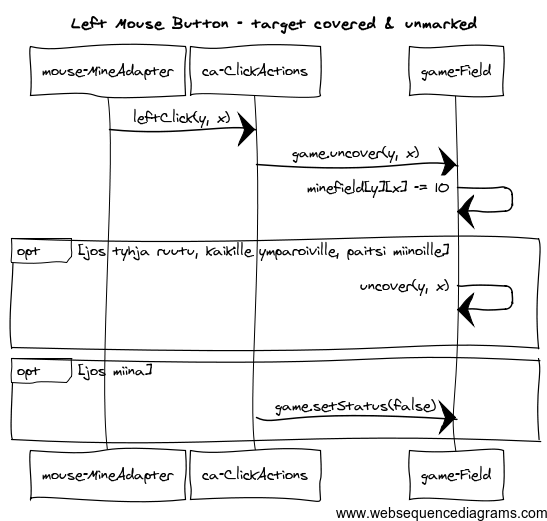 Left Mouse Button - target covered & unmarked
mouse-MineAdapter ca-ClickActions game-Field
leftClick(y, x)
game.uncover(y, x)
minefield[y][x] -= 10
opt [jos tyhja ruutu, kaikille ymparoiville, paitsi miinoille]
uncover(y, x)
opt [jos miina]
game.setStatus(false)
mouse-MineAdapter ca-ClickActions game-Field
www.websequencediagrams.com